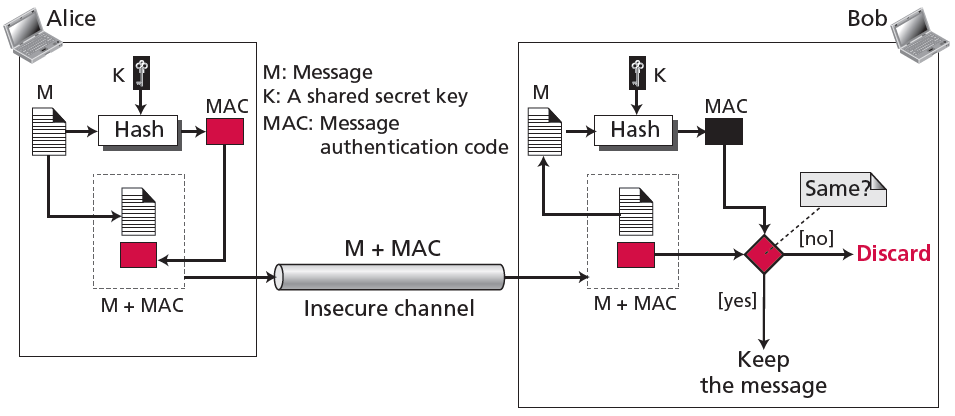 Alice
K
M
MAC
Hash
M + MAC
M: Message
K: A shared secret key
MAC: Message
authentication code
M + MAC
Insecure channel
Bob
K
M
MAC
Hash
Same?
[no]
Discard
M + MAC
[yes]
Keep
the message